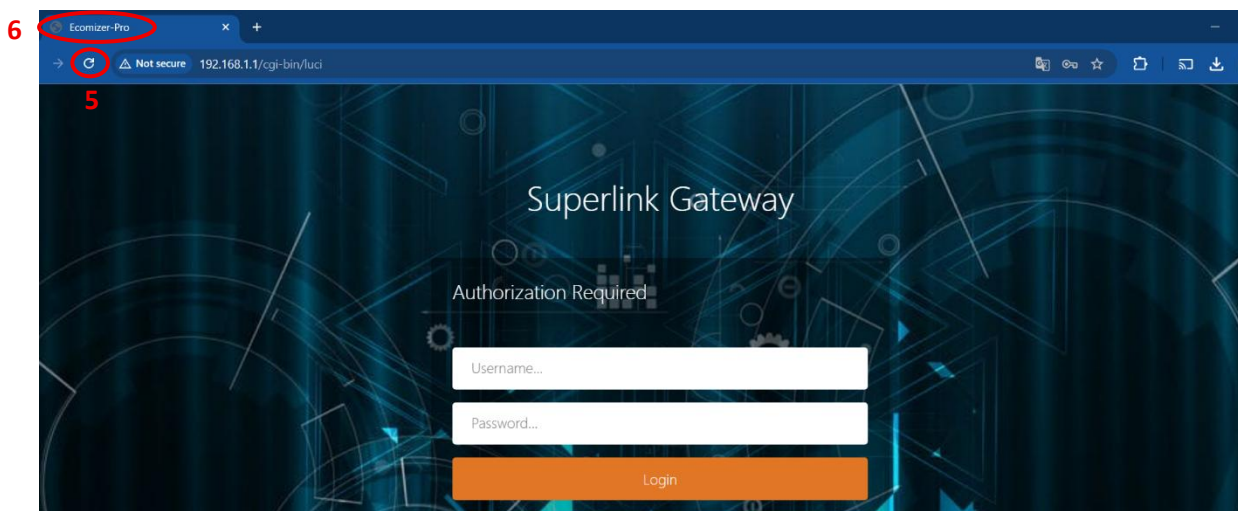 6
Ecomizer-Pro
Not secure 192.168.1.1/cgi-bin/luci
5
Superlink Gateway
Authorization Required
Username...
Password...
Login